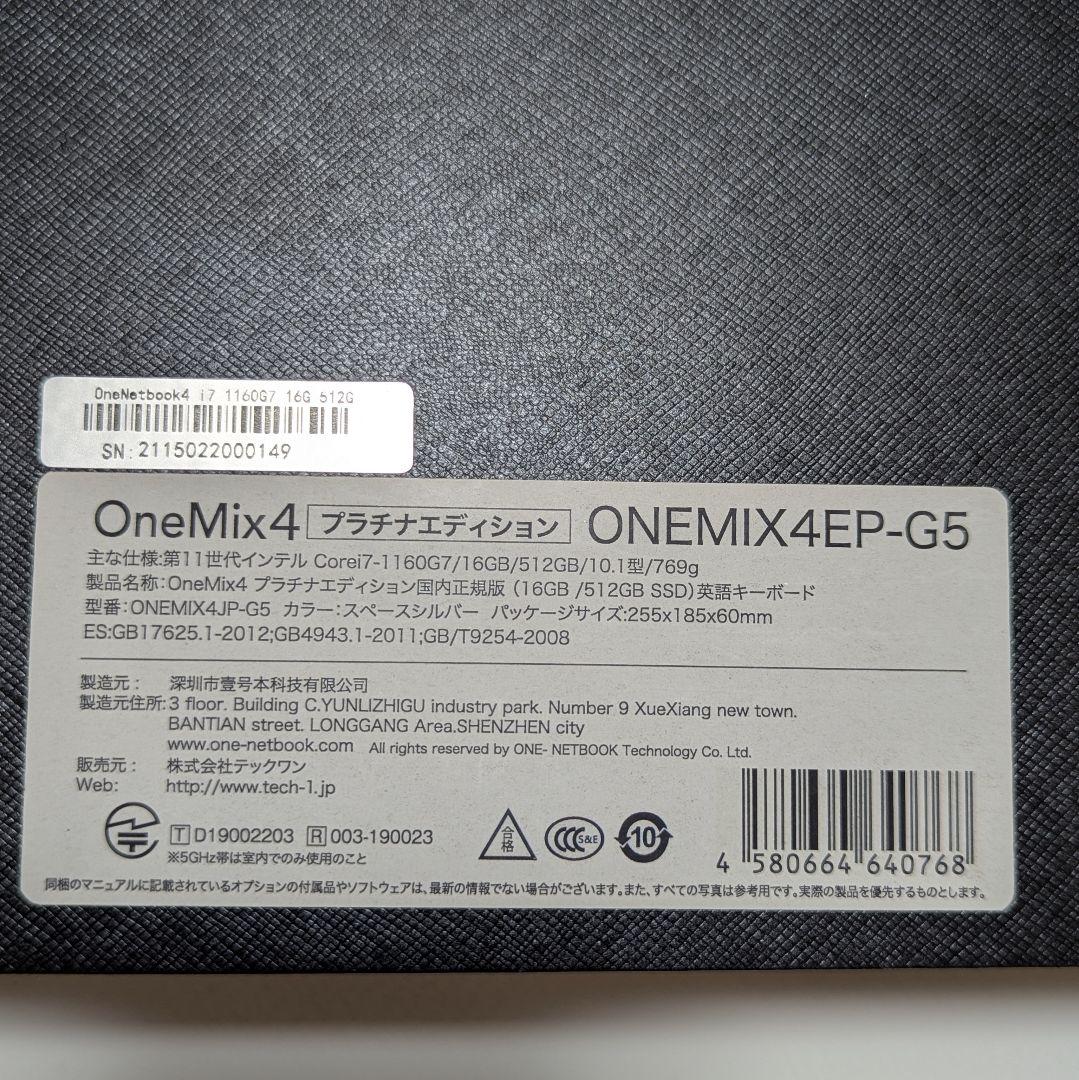 OneNetbook4 i7 1160G7 16G 512G
SN: 2115022000149
OneMix4 プラチナエディション ONEMIX4EP-G5
主な仕様:第11世代インテル Corei7-1160G7/16GB/512GB/10.1型/769g
製品名称:OneMix4 プラチナエディション国内正規版 (16GB /512GB SSD)英語キーボード
型番:ONEMIX4JP-G5 カラー:スペースシルバー パッケージサイズ:255x185x60mm
ES:GB17625.1-2012;GB4943.1-2011;GB/T9254-2008
製造元: 深圳市壹号本科技有限公司
製造元住所:3 floor. Building C.YUNLIZHIGU industry park. Number 9 XueXiang new town.
BANTIAN street. LONGGANG Area.SHENZHEN city
www.one-netbook.com All rights reserved by ONE- NETBOOK Technology Co. Ltd.
販売元: 株式会社テックワン
Web: http://www.tech-1.jp
T D19002203 R 003-190023
※5GHz帯は室内でのみ使用のこと
合格
CCC S&E
10
4 580664 640768
同梱のマニュアルに記載されているオプションの付属品やソフトウェアは、最新の情報でない場合がございます。また、すべての写真は参考用です。実際の製品を優先するものとします。